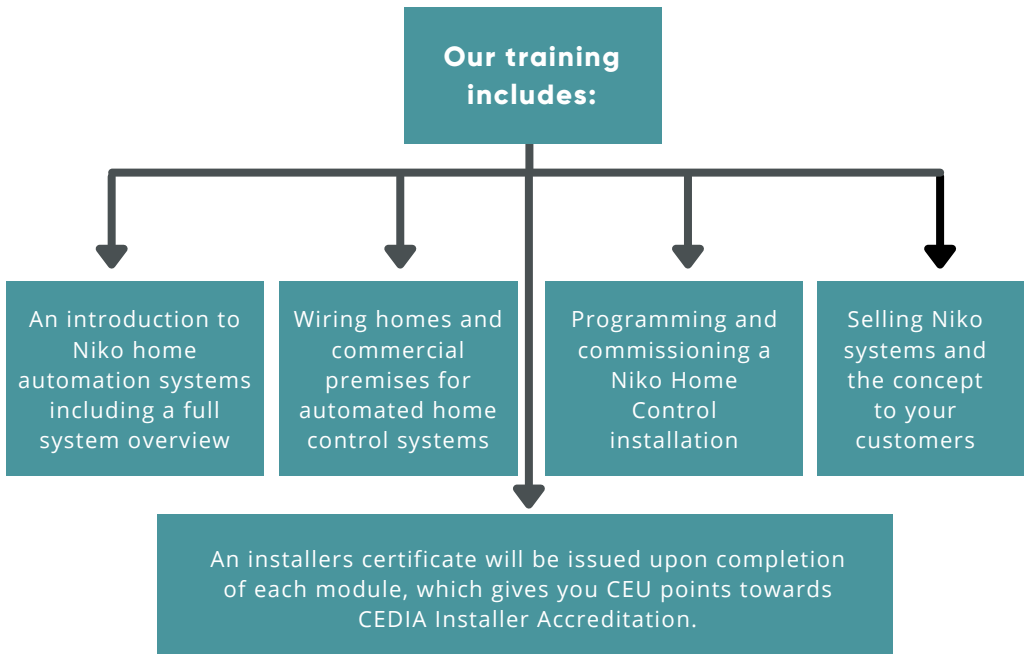 Our training
includes:
An introduction to
Niko home
automation systems
including a full
system overview
Wiring homes and
commercial
premises for
automated home
control systems
Programming and
commissioning a
Niko Home
Control
installation
Selling Niko
systems and
the concept
to your
customers
An installers certificate will be issued upon completion
of each module, which gives you CEU points towards
CEDIA Installer Accreditation.